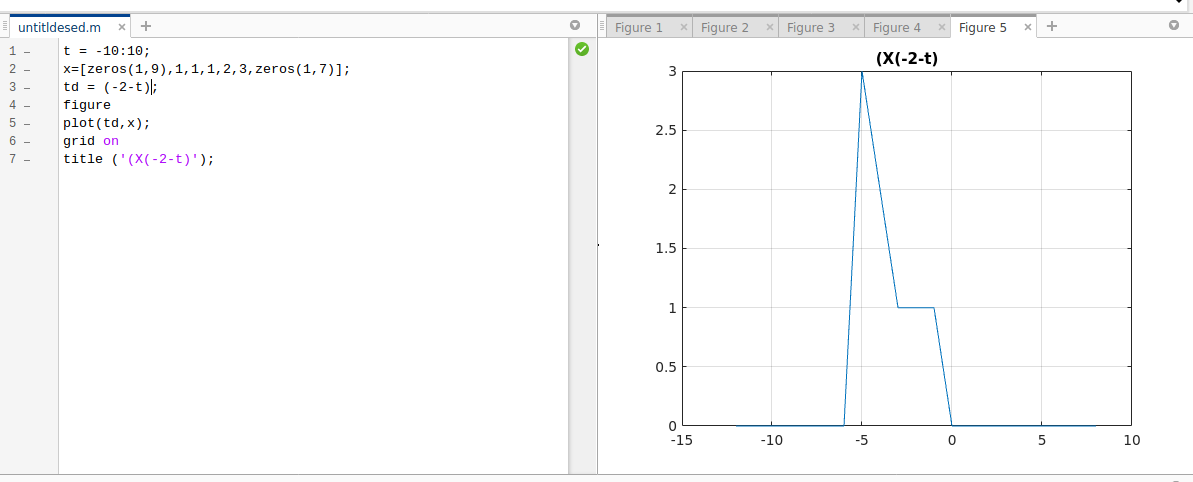 untitldesed.m × +
1 – t = -10:10;
2 – x=[zeros(1,9),1,1,1,2,3,zeros(1,7)];
3 – td = (-2-t);
4 – figure
5 – plot(td,x);
6 – grid on
7 – title ('(X(-2-t)');
Figure 1 × Figure 2 × Figure 3 × Figure 4 × Figure 5 × +
(X(-2-t)
3
2.5
2
1.5
1
0.5
0
-15 -10 -5 0 5 10